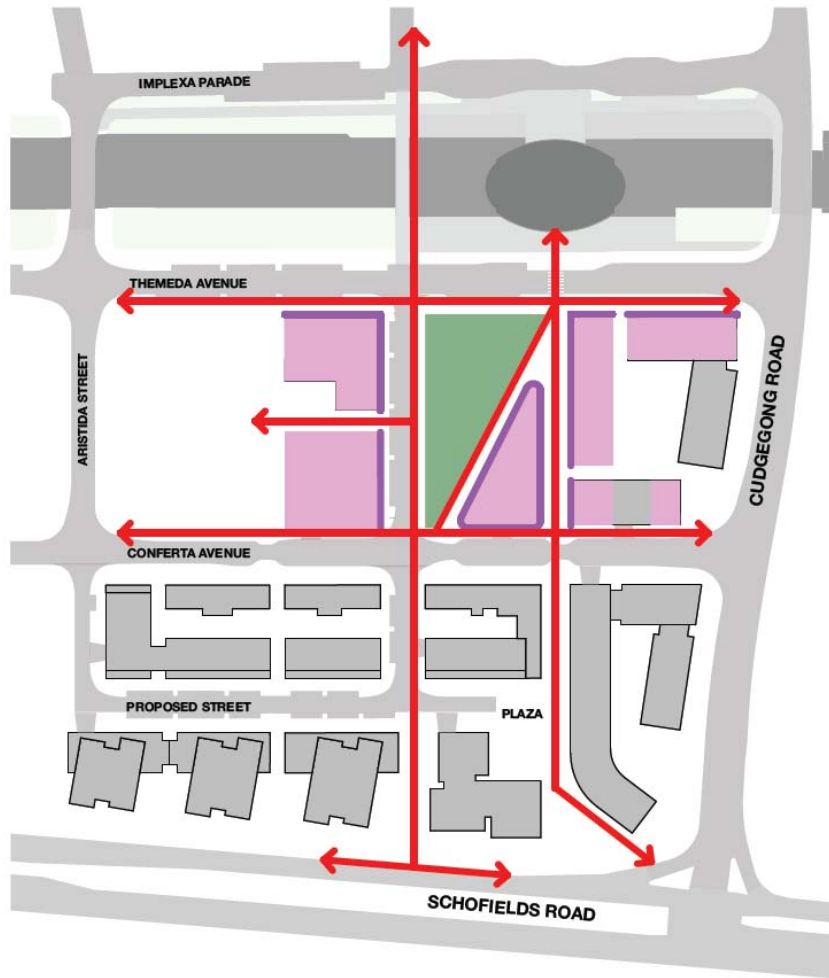 IMPLEXA PARADE
THEMEDA AVENUE
ARISTIDA STREET
CUDGEGONG ROAD
CONFERTA AVENUE
PROPOSED STREET
PLAZA
SCHOFIELDS ROAD